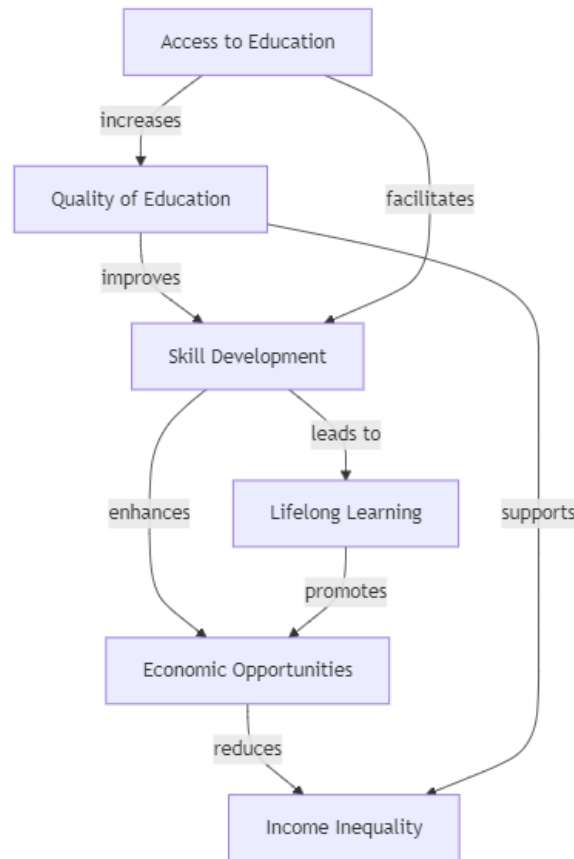 Access to Education
increases
Quality of Education
facilitates
improves
Skill Development
leads to
enhances
Lifelong Learning
supports
promotes
Economic Opportunities
reduces
Income Inequality